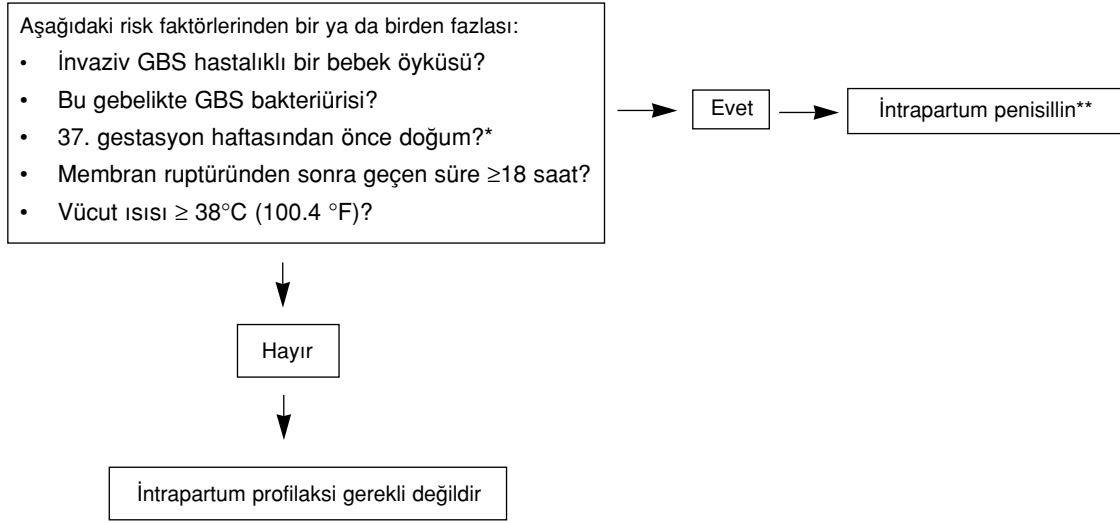 Aşağıdaki risk faktörlerinden bir ya da birden fazlası:
• İnvaziv GBS hastalıklı bir bebek öyküsü?
• Bu gebelikte GBS bakteriürisi?
• 37. gestasyon haftasından önce doğum?*
• Membran ruptüründen sonra geçen süre ≥18 saat?
• Vücut ısısı ≥ 38°C (100.4 °F)?
Evet
İntrapartum penisillin**
Hayır
İntrapartum profilaksi gerekli değildir